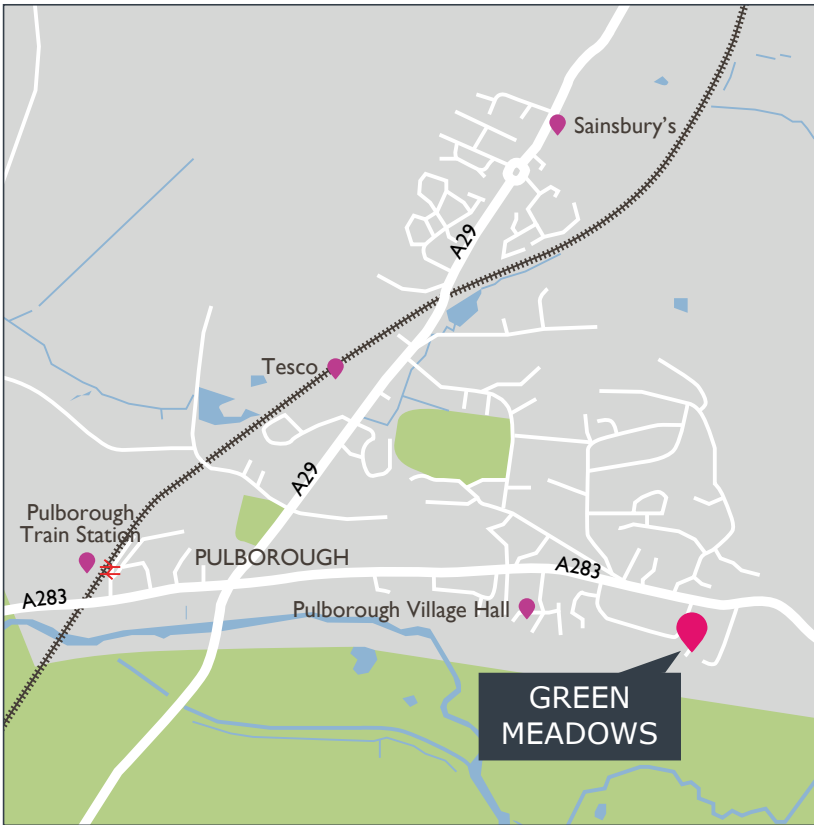 Sainsbury's
A29
Tesco
A29
Pulborough
Train Station
PULBOROUGH
A283
A283
Pulborough Village Hall
GREEN
MEADOWS